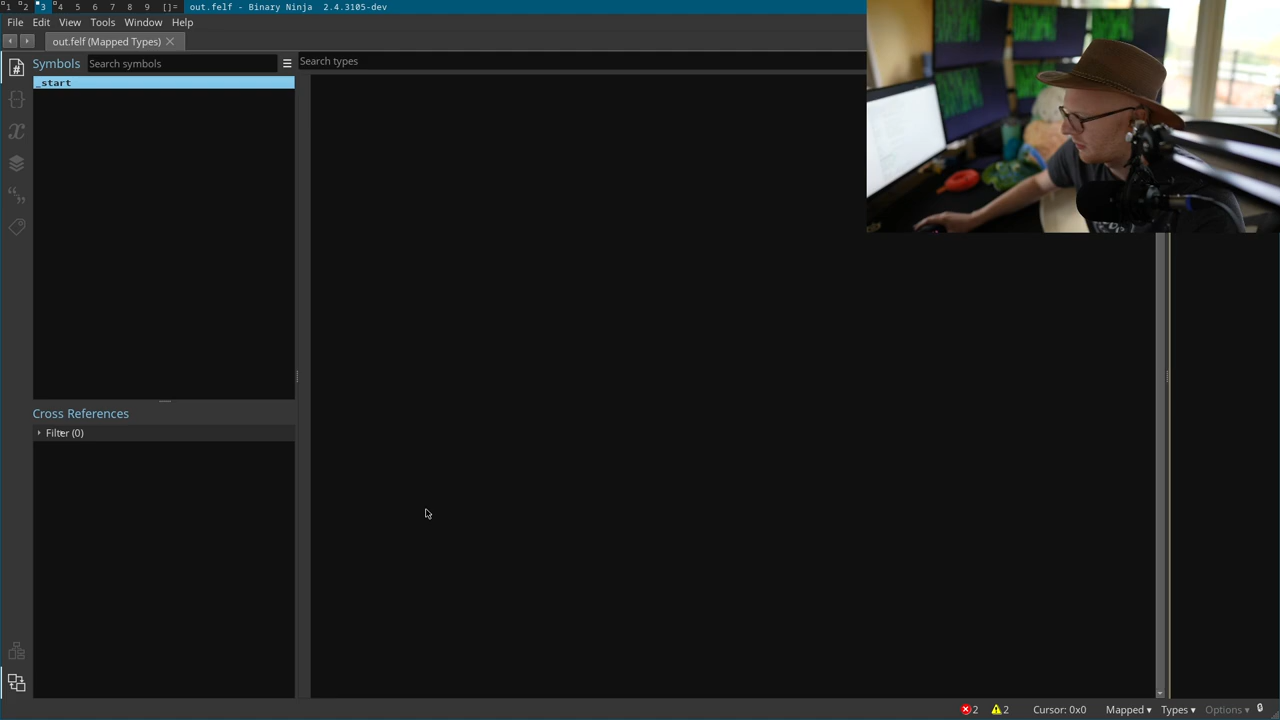 1 2 3 4 5 6 7 8 9 []= out.felf - Binary Ninja 2.4.3105-dev
File Edit View Tools Window Help
out.felf (Mapped Types)
Symbols Search symbols
Search types
_start
Cross References
Filter (0)
2 2 Cursor: 0x0 Mapped Types Options